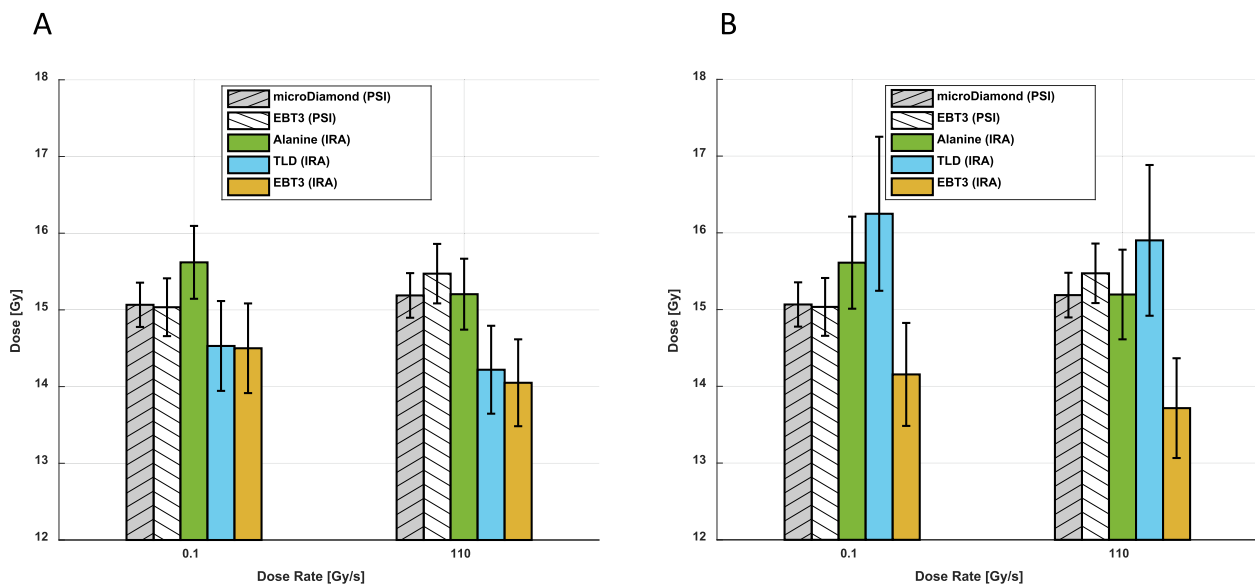 A
18
17
16
15
14
13
12
Dose [Gy]
microDiamond (PSI)
EBT3 (PSI)
Alanine (IRA)
TLD (IRA)
EBT3 (IRA)
0.1
110
Dose Rate [Gy/s]
B
18
17
16
15
14
13
12
Dose [Gy]
microDiamond (PSI)
EBT3 (PSI)
Alanine (IRA)
TLD (IRA)
EBT3 (IRA)
0.1
110
Dose Rate [Gy/s]